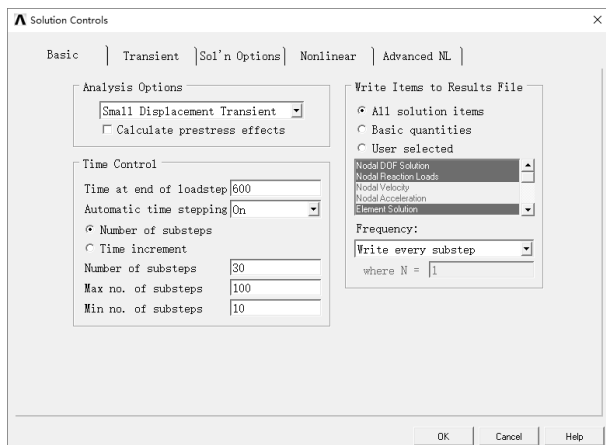 Solution Controls
Basic
Transient
Sol'n Options
Nonlinear
Advanced NL
Analysis Options
Small Displacement Transient
Calculate prestress effects
Time Control
Time at end of loadstep 600
Automatic time stepping On
Number of substeps
Time increment
Number of substeps 30
Max no. of substeps 100
Min no. of substeps 10
Write Items to Results File
All solution items
Basic quantities
User selected
Nodal DOF Solution
Nodal Reaction Loads
Nodal Velocity
Nodal Acceleration
Element Solution
Frequency:
Write every substep
where N = 1
OK
Cancel
Help